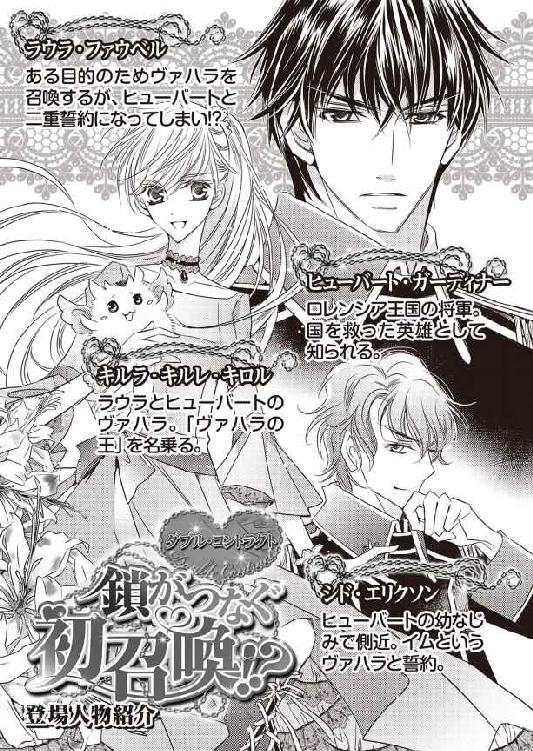 ラウラ・ファウベル
ある目的のためヴァハラを
召喚するが、ヒューバートと
二重誓約になってしまい!?
ヒューバート・ガーディナー
ロレンシア王国の将軍。
国を救った英雄として
知られる。
キルラ・キルレ・キロル
ラウラとヒューバートの
ヴァハラ。「ヴァハラの
王」を名乗る。
シド・エリクソン
ヒューバートの幼なじ
みで側近。イムという
ヴァハラと誓約。
ダブル・コントラクト
鎖がつなぐ
初召喚!?
登場人物紹介